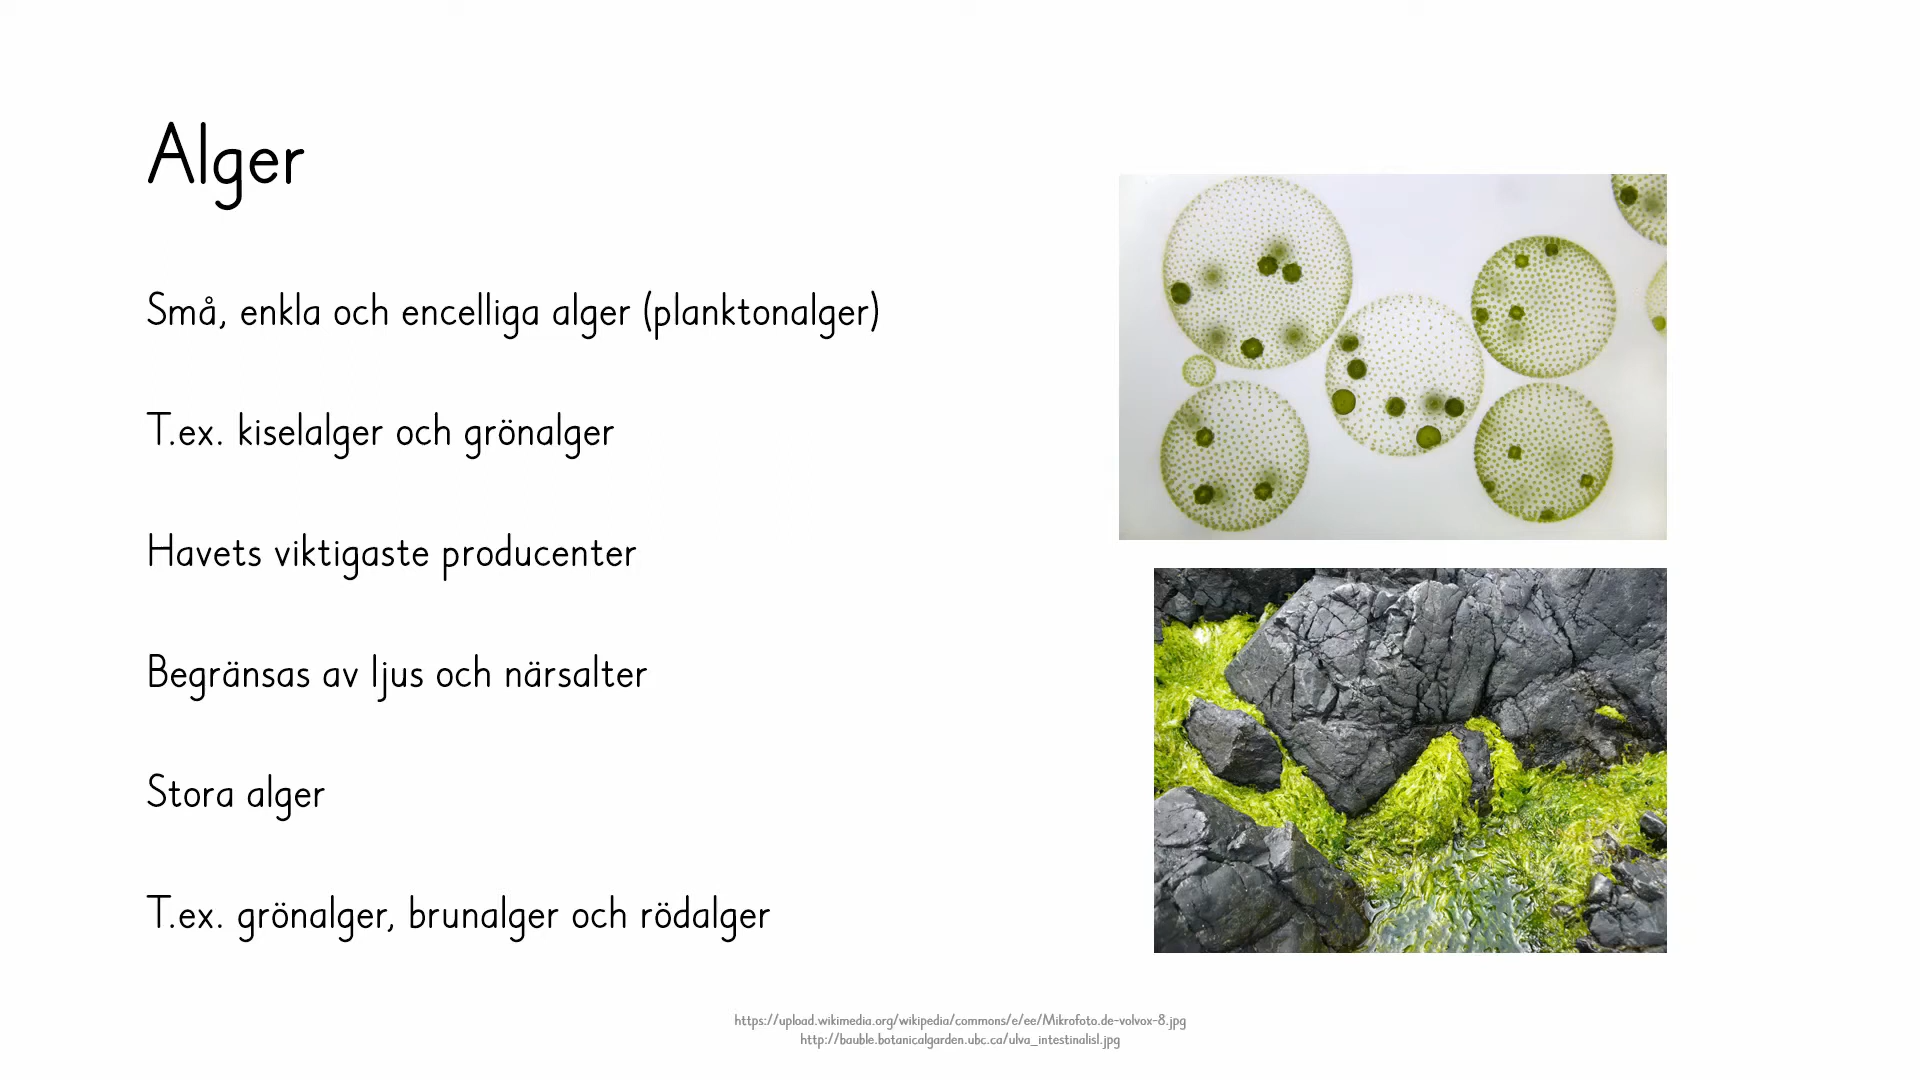 Alger
Små, enkla och encelliga alger (planktonalger)
T.ex. kiselalger och grönalger
Havets viktigaste producenter
Begränsas av ljus och närsalter
Stora alger
T.ex. grönalger, brunalger och rödalger
https://upload.wikimedia.org/wikipedia/commons/e/ee/Mikrofoto.de-volvox-8.jpg
http://bauble.botanicalgarden.ubc.ca/ulva_intestinalis1.jpg